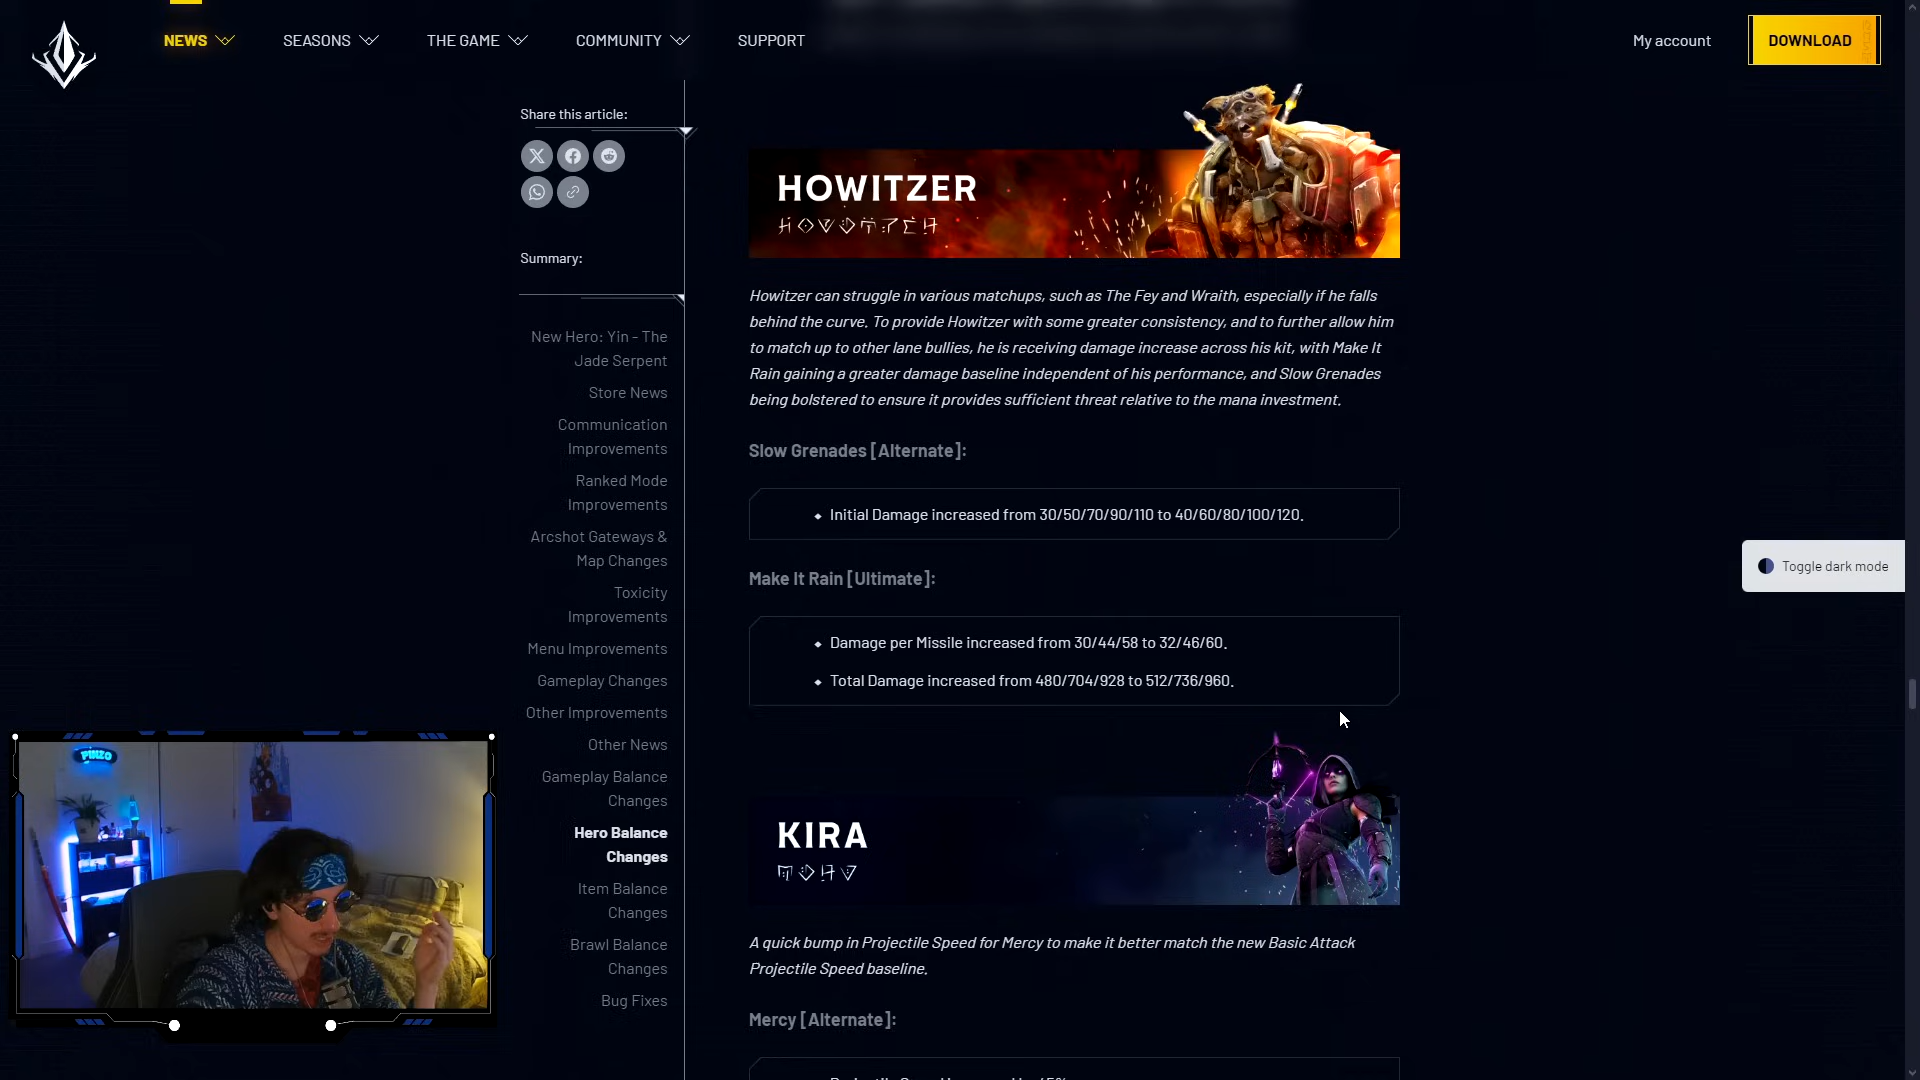 NEWS
SEASONS
THE GAME
COMMUNITY
SUPPORT
My account
DOWNLOAD
Share this article:
Summary:
New Hero: Yin - The
Jade Serpent
Store News
Communication
Improvements
Ranked Mode
Improvements
Arcshot Gateways &
Map Changes
Toxicity
Improvements
Menu Improvements
Gameplay Changes
Other Improvements
Other News
Gameplay Balance
Changes
Hero Balance
Changes
Item Balance
Changes
Brawl Balance
Changes
Bug Fixes
HOWITZER
Howitzer can struggle in various matchups, such as The Fey and Wraith, especially if he falls
behind the curve. To provide Howitzer with some greater consistency, and to further allow him
to match up to other lane bullies, he is receiving damage increase across his kit, with Make It
Rain gaining a greater damage baseline independent of his performance, and Slow Grenades
being bolstered to ensure it provides sufficient threat relative to the mana investment.
Slow Grenades [Alternate]:
Initial Damage increased from 30/50/70/90/110 to 40/60/80/100/120.
Make It Rain [Ultimate]:
Damage per Missile increased from 30/44/58 to 32/46/60.
Total Damage increased from 480/704/928 to 512/736/960.
KIRA
A quick bump in Projectile Speed for Mercy to make it better match the new Basic Attack
Projectile Speed baseline.
Mercy [Alternate]:
Toggle dark mode
PINZO